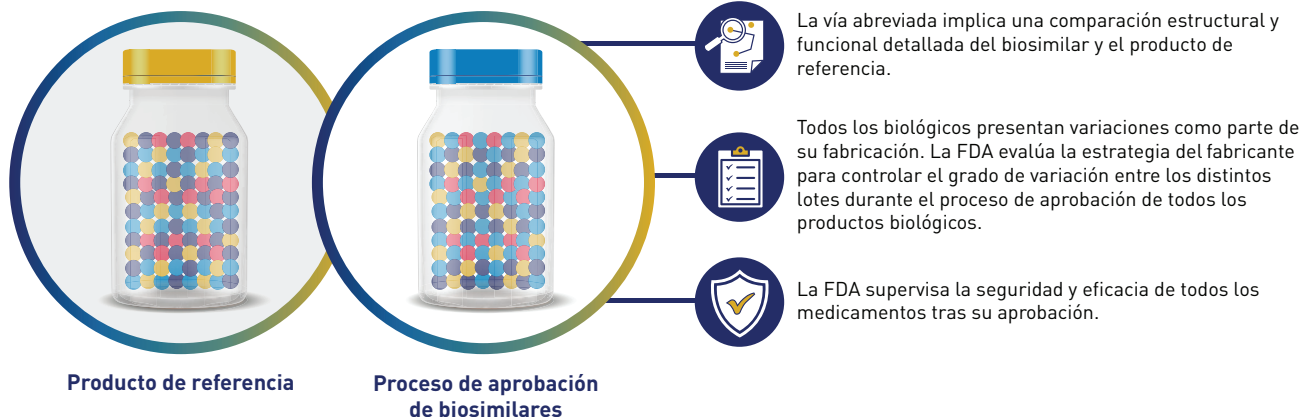 La vía abreviada implica una comparación estructural y
funcional detallada del biosimilar y el producto de
referencia.
Todos los biológicos presentan variaciones como parte de
su fabricación. La FDA evalúa la estrategia del fabricante
para controlar el grado de variación entre los distintos
lotes durante el proceso de aprobación de todos los
productos biológicos.
La FDA supervisa la seguridad y eficacia de todos los
medicamentos tras su aprobación.
Producto de referencia
Proceso de aprobación
de biosimilares